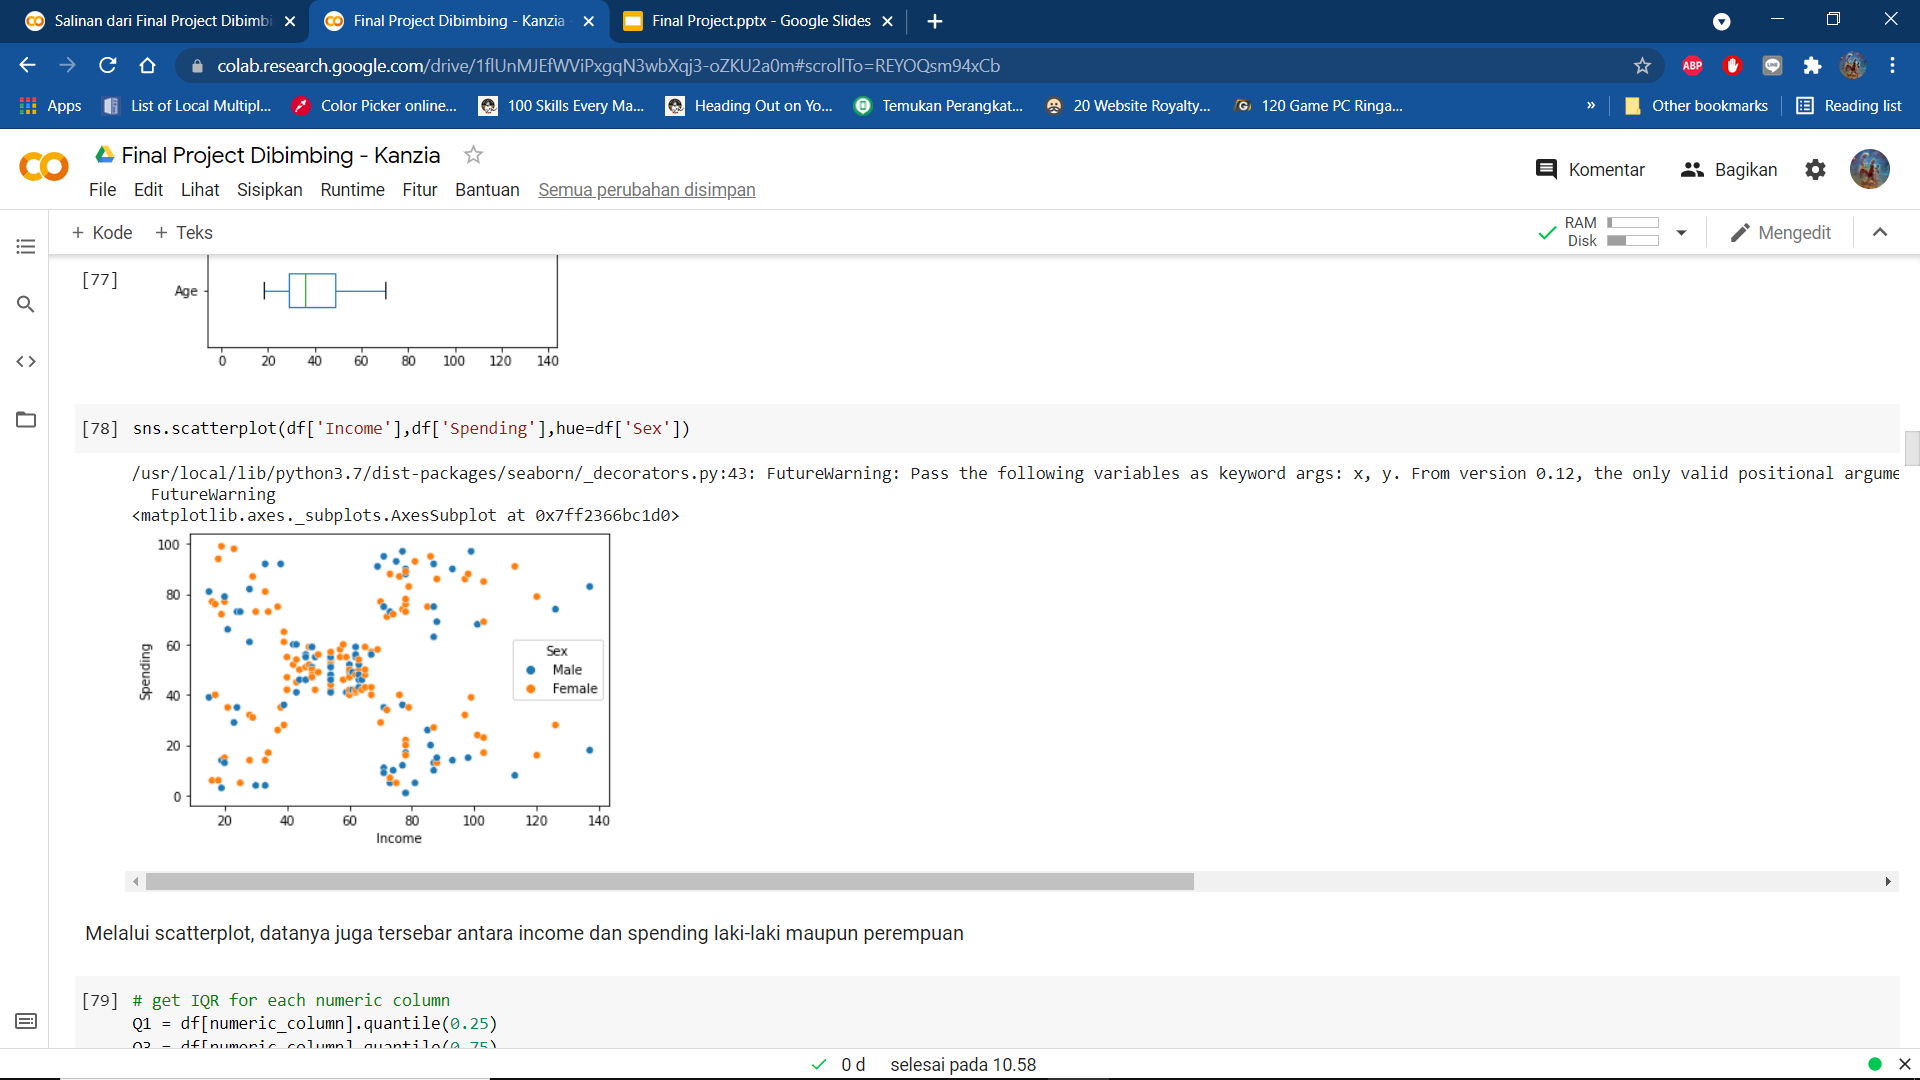 Salinan dari Final Project Dibimbi
Final Project Dibimbing - Kanzia
Final Project.pptx - Google Slides
colab.research.google.com/drive/1flUnMJEfWViPxgqN3wbXqj3-oZKU2a0m#scrollTo=REYOQsm94xCb
ABP
Apps
List of Local Multipl...
Color Picker online...
100 Skills Every Ma...
Heading Out on Yo...
Temukan Perangkat...
20 Website Royalty...
120 Game PC Ringa...
»
Other bookmarks
Reading list
Final Project Dibimbing - Kanzia
Komentar
Bagikan
File Edit Lihat Sisipkan Runtime Fitur Bantuan Semua perubahan disimpan
+ Kode + Teks
RAM
Disk
Mengedit
[77]
Age
0 20 40 60 80 100 120 140
[78] sns.scatterplot(df['Income'],df['Spending'],hue=df['Sex'])
/usr/local/lib/python3.7/dist-packages/seaborn/_decorators.py:43: FutureWarning: Pass the following variables as keyword args: x, y. From version 0.12, the only valid positional argume
FutureWarning
<matplotlib.axes._subplots.AxesSubplot at 0x7ff2366bc1d0>
100
80
60
40
20
0
Spending
Sex
Male
Female
20 40 60 80 100 120 140
Income
Melalui scatterplot, datanya juga tersebar antara income dan spending laki-laki maupun perempuan
[79] # get IQR for each numeric column
Q1 = df[numeric_column].quantile(0.25)
Q3 = df[numeric_column].quantile(0.75)
0 d selesai pada 10.58